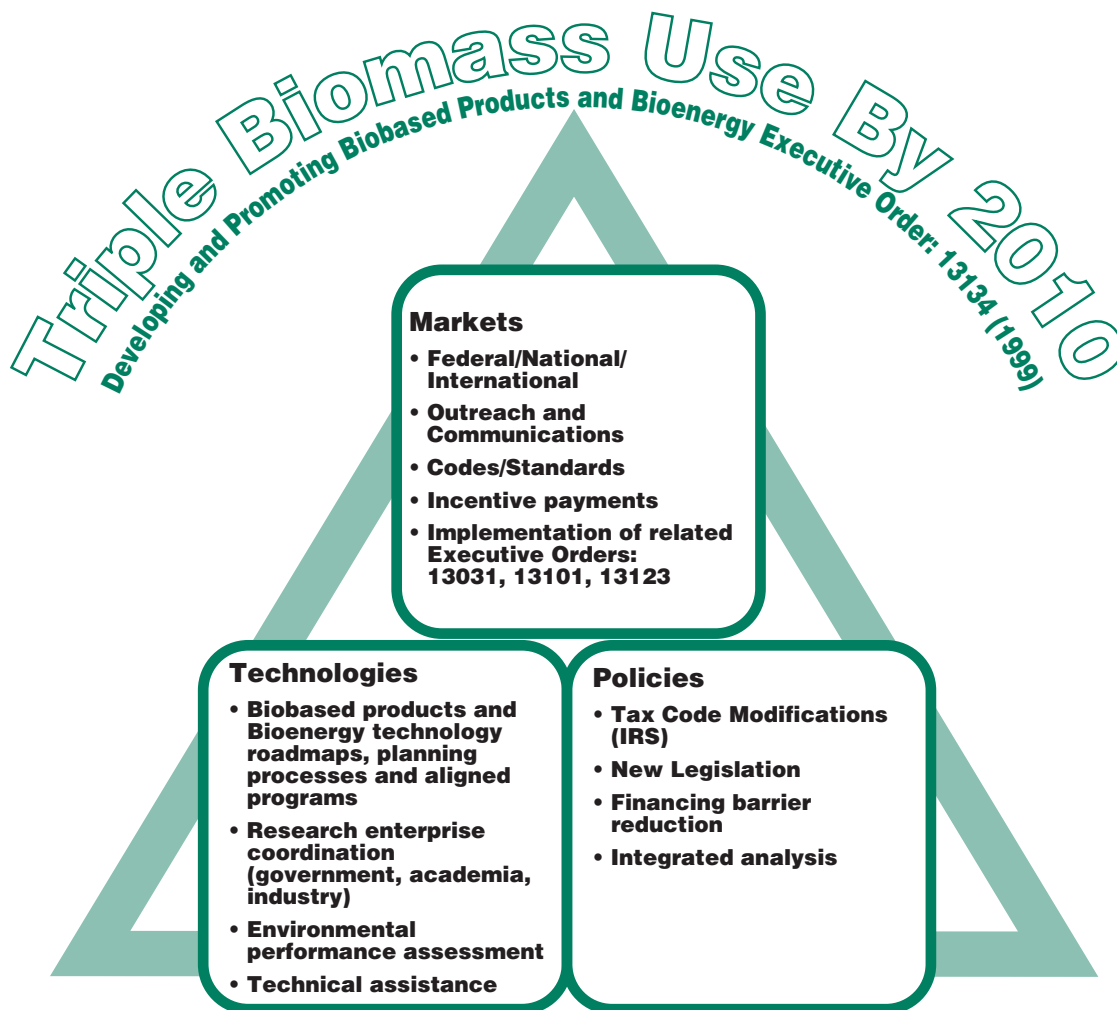 Triple Biomass Use By 2010
Developing and Promoting Biobased Products and Bioenergy Executive Order: 13134 (1999)
Markets
• Federal/National/
International
• Outreach and
Communications
• Codes/Standards
• Incentive payments
• Implementation of related
Executive Orders:
13031, 13101, 13123
Technologies
• Biobased products and
Bioenergy technology
roadmaps, planning
processes and aligned
programs
• Research enterprise
coordination
(government, academia,
industry)
• Environmental
performance assessment
• Technical assistance
Policies
• Tax Code Modifications
(IRS)
• New Legislation
• Financing barrier
reduction
• Integrated analysis